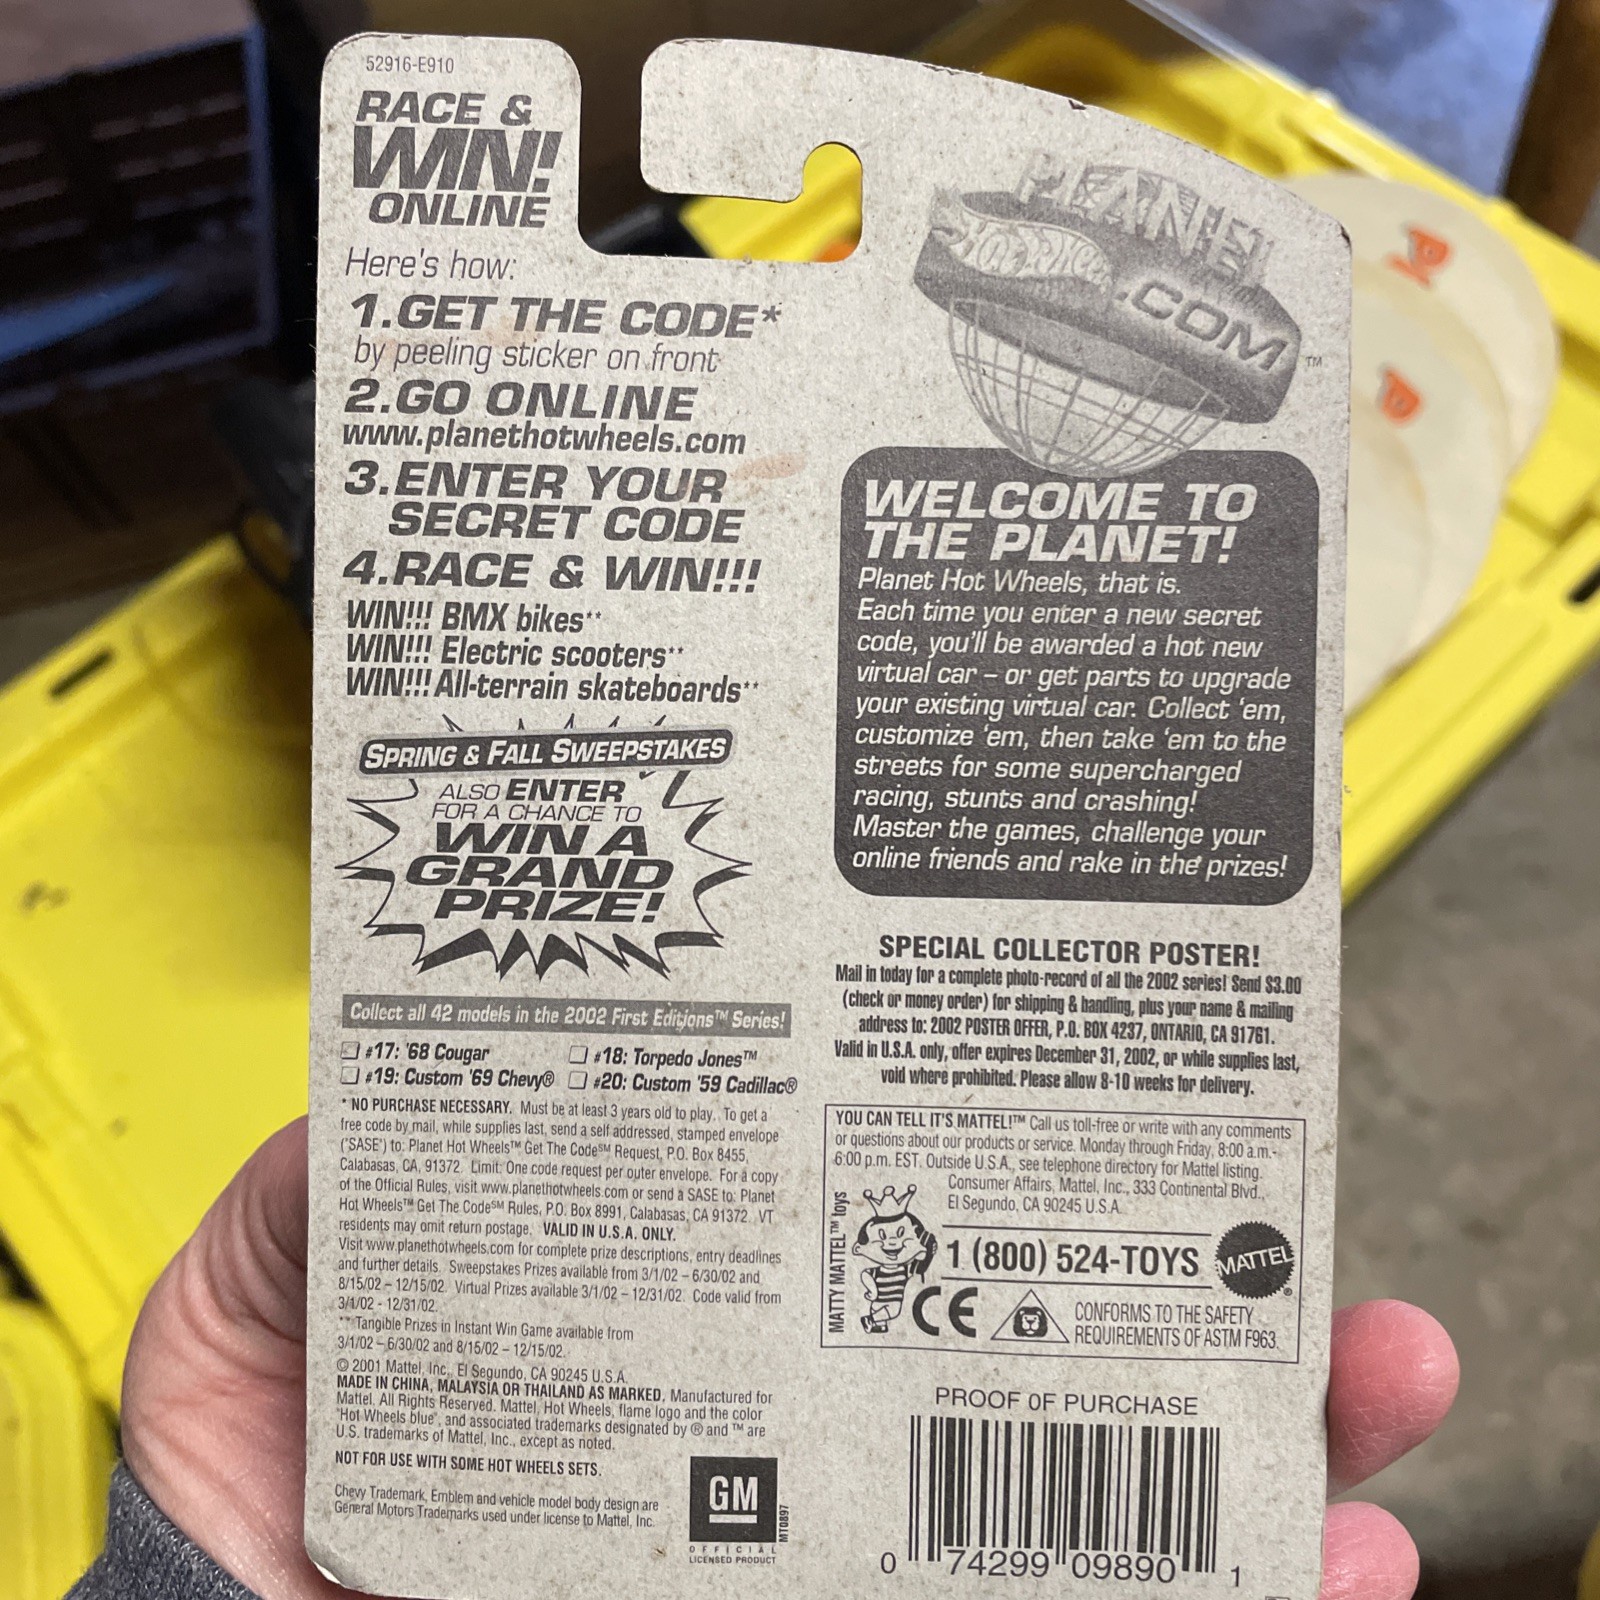 52916-E910
RACE &
WIN!
ONLINE
Here's how:
1.GET THE CODE*
by peeling sticker on front
2.GO ONLINE
www.planethotwheels.com
3.ENTER YOUR
SECRET CODE
4.RACE & WIN!!!
WIN!!! BMX bikes**
WIN!!! Electric scooters**
WIN!!! All-terrain skateboards**
SPRING & FALL SWEEPSTAKES
ALSO ENTER
FOR A CHANCE TO
WIN A
GRAND
PRIZE!
Collect all 42 models in the 2002 First Editions™ Series!
#17: '68 Cougar
#18: Torpedo Jones™
#19: Custom '69 Chevy®
#20: Custom '59 Cadillac®
* NO PURCHASE NECESSARY. Must be at least 3 years old to play. To get a
free code by mail, while supplies last, send a self addressed, stamped envelope
("SASE") to: Planet Hot Wheels™ Get The Code℠ Request, P.O. Box 8455,
Calabasas, CA, 91372. Limit: One code request per outer envelope. For a copy
of the Official Rules, visit www.planethotwheels.com or send a SASE to: Planet
Hot Wheels™ Get The Code℠ Rules, P.O. Box 8991, Calabasas, CA 91372. VT
residents may omit return postage. VALID IN U.S.A. ONLY.
Visit www.planethotwheels.com for complete prize descriptions, entry deadlines
and further details. Sweepstakes Prizes available from 3/1/02 – 6/30/02 and
8/15/02 – 12/15/02. Virtual Prizes available 3/1/02 – 12/31/02. Code valid from
3/1/02 - 12/31/02.
** Tangible Prizes in Instant Win Game available from
3/1/02 – 6/30/02 and 8/15/02 – 12/15/02.
© 2001 Mattel, Inc., El Segundo, CA 90245 U.S.A.
MADE IN CHINA, MALAYSIA OR THAILAND AS MARKED, Manufactured for
Mattel. All Rights Reserved. Mattel, Hot Wheels, flame logo and the color
"Hot Wheels blue", and associated trademarks designated by ® and ™ are
U.S. trademarks of Mattel, Inc., except as noted.
NOT FOR USE WITH SOME HOT WHEELS SETS.
Chevy Trademark, Emblem and vehicle model body design are
General Motors Trademarks used under license to Mattel, Inc.
GM
OFFICIAL
LICENSED PRODUCT
MT0897
PLANET
HOT WHEELS
.COM
™
WELCOME TO
THE PLANET!
Planet Hot Wheels, that is.
Each time you enter a new secret
code, you'll be awarded a hot new
virtual car – or get parts to upgrade
your existing virtual car. Collect 'em,
customize 'em, then take 'em to the
streets for some supercharged
racing, stunts and crashing!
Master the games, challenge your
online friends and rake in the prizes!
SPECIAL COLLECTOR POSTER!
Mail in today for a complete photo-record of all the 2002 series! Send $3.00
(check or money order) for shipping & handling, plus your name & mailing
address to: 2002 POSTER OFFER, P.O. BOX 4237, ONTARIO, CA 91761.
Valid in U.S.A. only, offer expires December 31, 2002, or while supplies last,
void where prohibited. Please allow 8-10 weeks for delivery.
YOU CAN TELL IT'S MATTEL!™ Call us toll-free or write with any comments
or questions about our products or service. Monday through Friday, 8:00 a.m.-
6:00 p.m. EST. Outside U.S.A., see telephone directory for Mattel listing.
Consumer Affairs, Mattel, Inc., 333 Continental Blvd.,
El Segundo, CA 90245 U.S.A.
MATTY MATTEL™ toys
1 (800) 524-TOYS
MATTEL®
CE
CONFORMS TO THE SAFETY
REQUIREMENTS OF ASTM F963.
PROOF OF PURCHASE
0 74299 09890 1